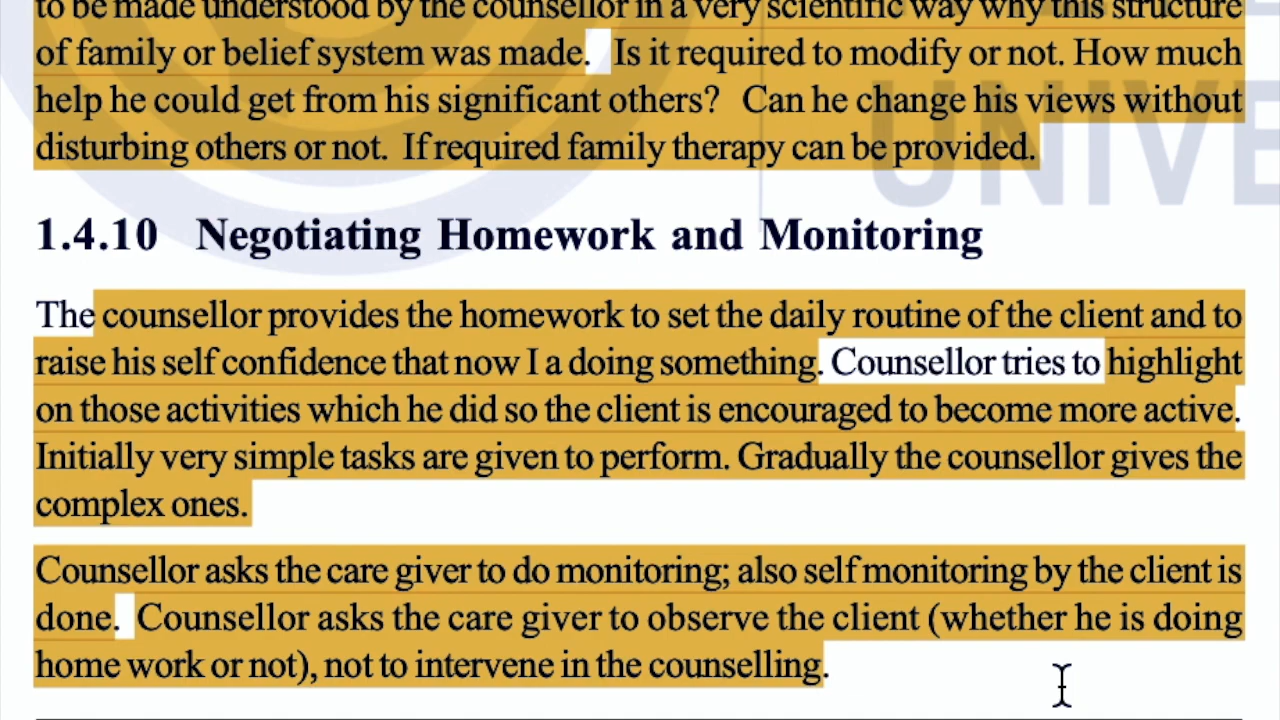 to be made understood by the counsellor in a very scientific way why this structure
of family or belief system was made. Is it required to modify or not. How much
help he could get from his significant others? Can he change his views without
disturbing others or not. If required family therapy can be provided.
UNIVE
1.4.10 Negotiating Homework and Monitoring
The counsellor provides the homework to set the daily routine of the client and to
raise his self confidence that now I a doing something. Counsellor tries to highlight
on those activities which he did so the client is encouraged to become more active.
Initially very simple tasks are given to perform. Gradually the counsellor gives the
complex ones.
Counsellor asks the care giver to do monitoring; also self monitoring by the client is
done. Counsellor asks the care giver to observe the client (whether he is doing
home work or not), not to intervene in the counselling.